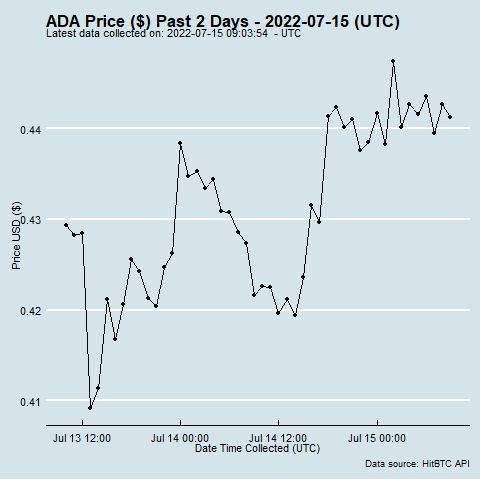 ADA Price ($) Past 2 Days - 2022-07-15 (UTC)
Latest data collected on: 2022-07-15 09:03:54 - UTC
0.44
0.43
0.42
0.41
Price USD ($)
Jul 13 12:00 Jul 14 00:00 Jul 14 12:00 Jul 15 00:00
Date Time Collected (UTC)
Data source: HitBTC API